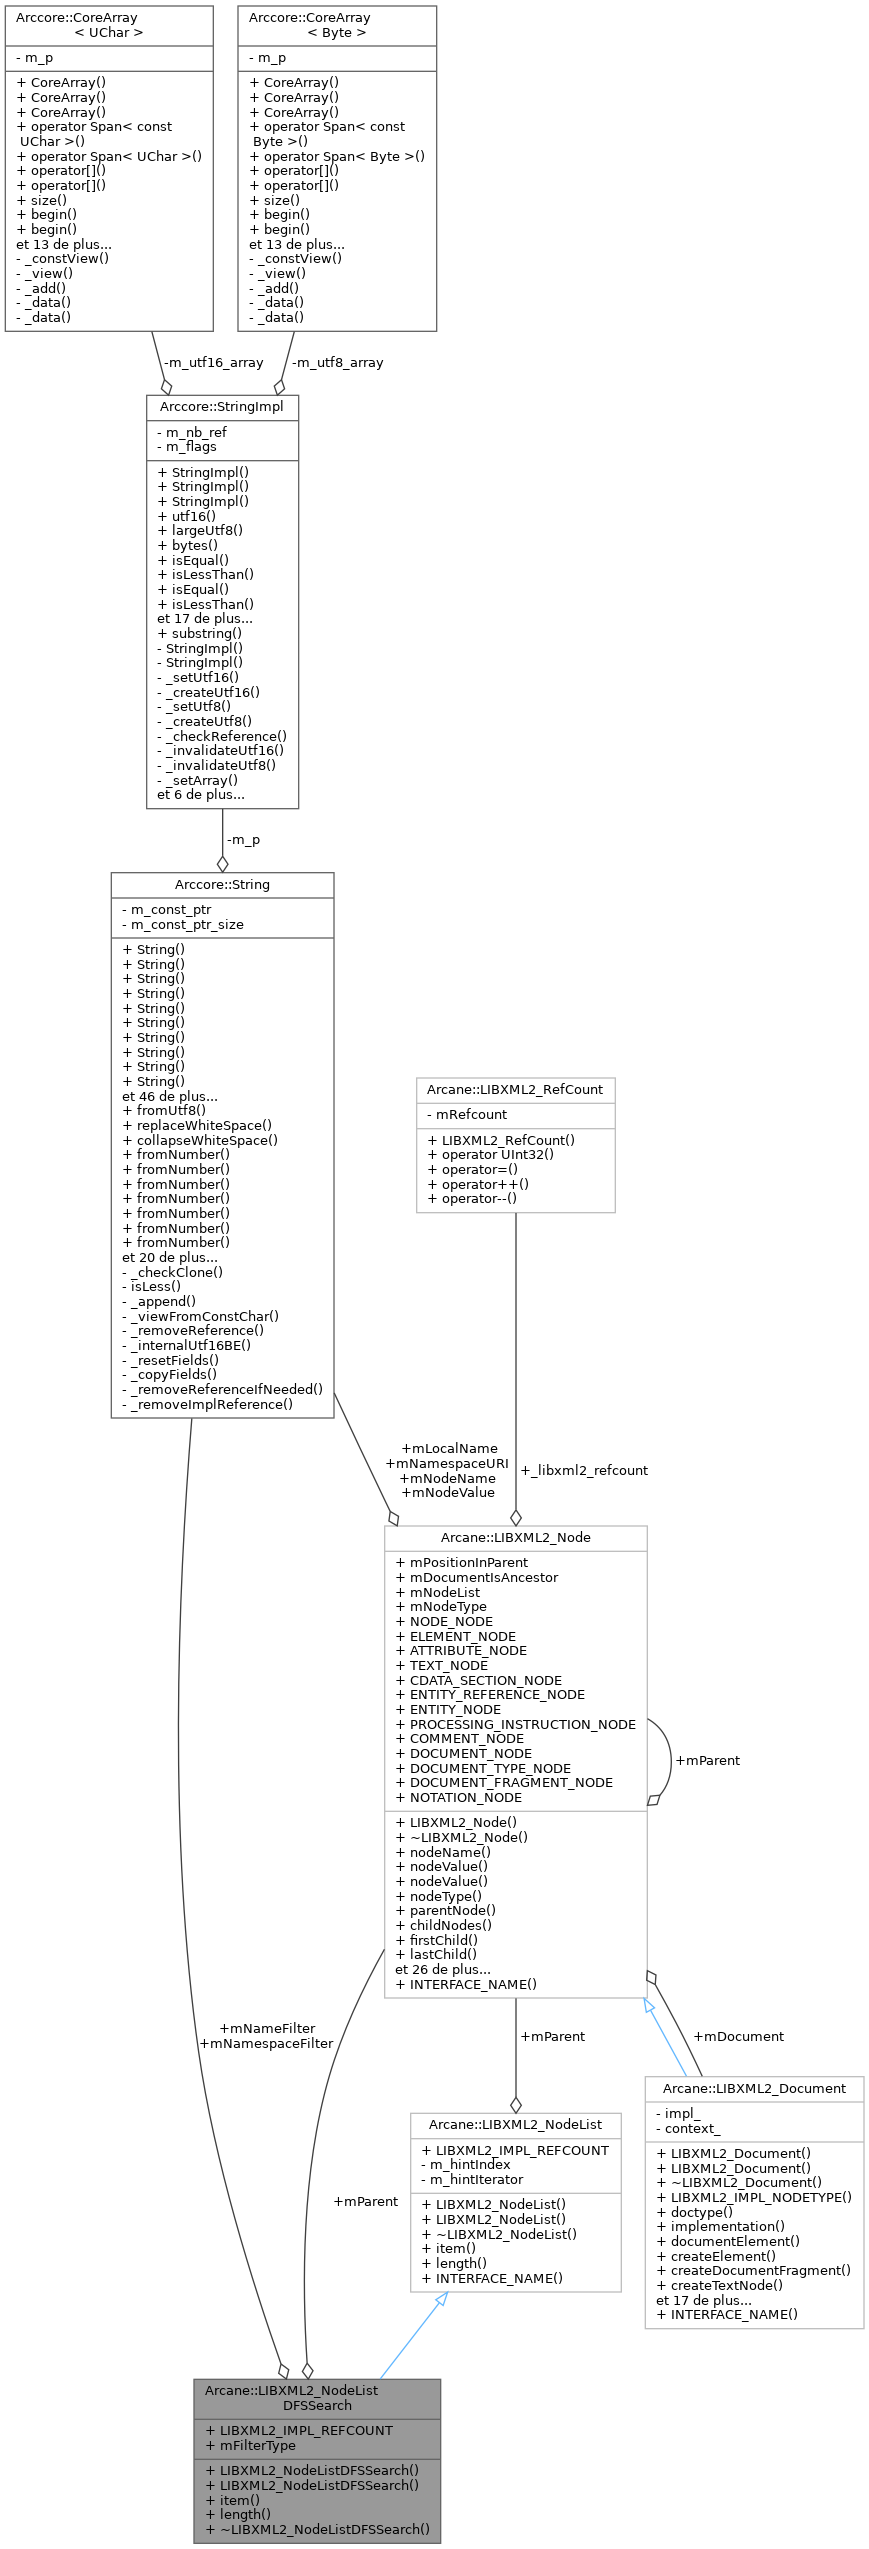 Arccore::CoreArray
< UChar >
- m_p
+ CoreArray()
+ CoreArray()
+ CoreArray()
+ operator Span< const
UChar >()
+ operator Span< UChar >()
+ operator[]()
+ operator[]()
+ size()
+ begin()
+ begin()
et 13 de plus...
- _constView()
- _view()
- _add()
- _data()
- _data()
Arccore::CoreArray
< Byte >
- m_p
+ CoreArray()
+ CoreArray()
+ CoreArray()
+ operator Span< const
Byte >()
+ operator Span< Byte >()
+ operator[]()
+ operator[]()
+ size()
+ begin()
+ begin()
et 13 de plus...
- _constView()
- _view()
- _add()
- _data()
- _data()
-m_utf16_array
-m_utf8_array
Arccore::StringImpl
- m_nb_ref
- m_flags
+ StringImpl()
+ StringImpl()
+ StringImpl()
+ utf16()
+ largeUtf8()
+ bytes()
+ isEqual()
+ isLessThan()
+ isEqual()
+ isLessThan()
et 17 de plus...
+ substring()
- StringImpl()
- StringImpl()
- _setUtf16()
- _createUtf16()
- _setUtf8()
- _createUtf8()
- _checkReference()
- _invalidateUtf16()
- _invalidateUtf8()
- _setArray()
et 6 de plus...
-m_p
Arccore::String
- m_const_ptr
- m_const_ptr_size
+ String()
+ String()
+ String()
+ String()
+ String()
+ String()
+ String()
+ String()
+ String()
+ String()
et 46 de plus...
+ fromUtf8()
+ replaceWhiteSpace()
+ collapseWhiteSpace()
+ fromNumber()
+ fromNumber()
+ fromNumber()
+ fromNumber()
+ fromNumber()
+ fromNumber()
+ fromNumber()
et 20 de plus...
- _checkClone()
- isLess()
- _append()
- _viewFromConstChar()
- _removeReference()
- _internalUtf16BE()
- _resetFields()
- _copyFields()
- _removeReferenceIfNeeded()
- _removeImplReference()
Arcane::LIBXML2_RefCount
- mRefcount
+ LIBXML2_RefCount()
+ operator UInt32()
+ operator=()
+ operator++()
+ operator--()
+mLocalName
+mNamespaceURI
+mNodeName
+mNodeValue
+_libxml2_refcount
Arcane::LIBXML2_Node
+ mPositionInParent
+ mDocumentIsAncestor
+ mNodeList
+ mNodeType
+ NODE_NODE
+ ELEMENT_NODE
+ ATTRIBUTE_NODE
+ TEXT_NODE
+ CDATA_SECTION_NODE
+ ENTITY_REFERENCE_NODE
+ ENTITY_NODE
+ PROCESSING_INSTRUCTION_NODE
+ COMMENT_NODE
+ DOCUMENT_NODE
+ DOCUMENT_TYPE_NODE
+ DOCUMENT_FRAGMENT_NODE
+ NOTATION_NODE
+ LIBXML2_Node()
+ ~LIBXML2_Node()
+ nodeName()
+ nodeValue()
+ nodeValue()
+ nodeType()
+ parentNode()
+ childNodes()
+ firstChild()
+ lastChild()
et 26 de plus...
+ INTERFACE_NAME()
+mParent
+mNameFilter
+mNamespaceFilter
+mParent
+mDocument
Arcane::LIBXML2_Document
- impl_
- context_
+ LIBXML2_Document()
+ LIBXML2_Document()
+ ~LIBXML2_Document()
+ LIBXML2_IMPL_NODETYPE()
+ doctype()
+ implementation()
+ documentElement()
+ createElement()
+ createDocumentFragment()
+ createTextNode()
et 17 de plus...
+ INTERFACE_NAME()
Arcane::LIBXML2_NodeList
+ LIBXML2_IMPL_REFCOUNT
- m_hintIndex
- m_hintIterator
+ LIBXML2_NodeList()
+ LIBXML2_NodeList()
+ ~LIBXML2_NodeList()
+ item()
+ length()
+ INTERFACE_NAME()
+mParent
Arcane::LIBXML2_NodeList
DFSSearch
+ LIBXML2_IMPL_REFCOUNT
+ mFilterType
+ LIBXML2_NodeListDFSSearch()
+ LIBXML2_NodeListDFSSearch()
+ item()
+ length()
+ ~LIBXML2_NodeListDFSSearch()